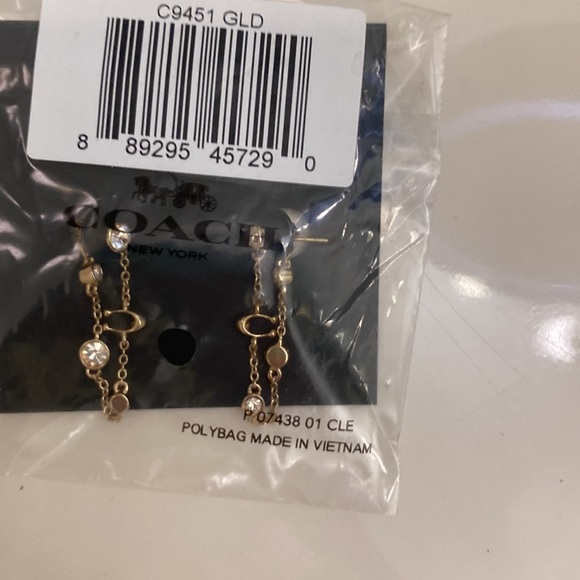 C9451 GLD
8 89295 45729 0
COACH
NEW YORK
P 07438 01 CLE
POLYBAG MADE IN VIETNAM